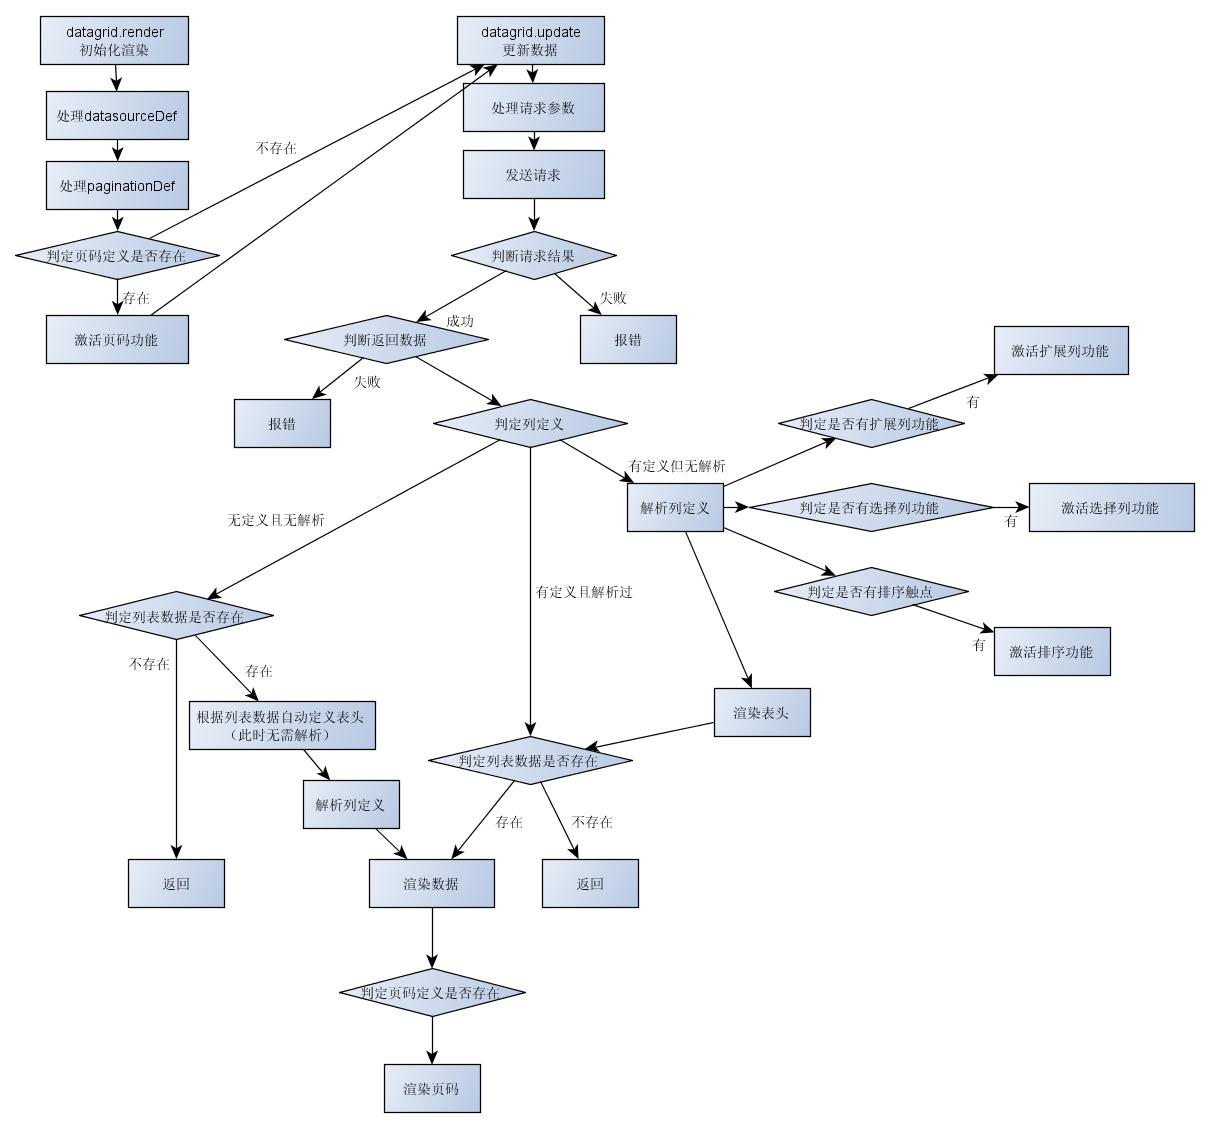 datagrid.render
初始化渲染
处理datasourceDef
处理paginationDef
判定页码定义是否存在
不存在
存在
激活页码功能
datagrid.update
更新数据
处理请求参数
发送请求
判断请求结果
失败
报错
成功
判断返回数据
失败
报错
判定列定义
有定义但无解析
解析列定义
判定是否有扩展列功能
有
激活扩展列功能
判定是否有选择列功能
有
激活选择列功能
判定是否有排序触点
有
激活排序功能
渲染表头
无定义且无解析
有定义且解析过
判定列表数据是否存在
不存在
存在
根据列表数据自动定义表头
（此时无需解析）
解析列定义
返回
判定列表数据是否存在
存在
不存在
渲染数据
返回
判定页码定义是否存在
渲染页码